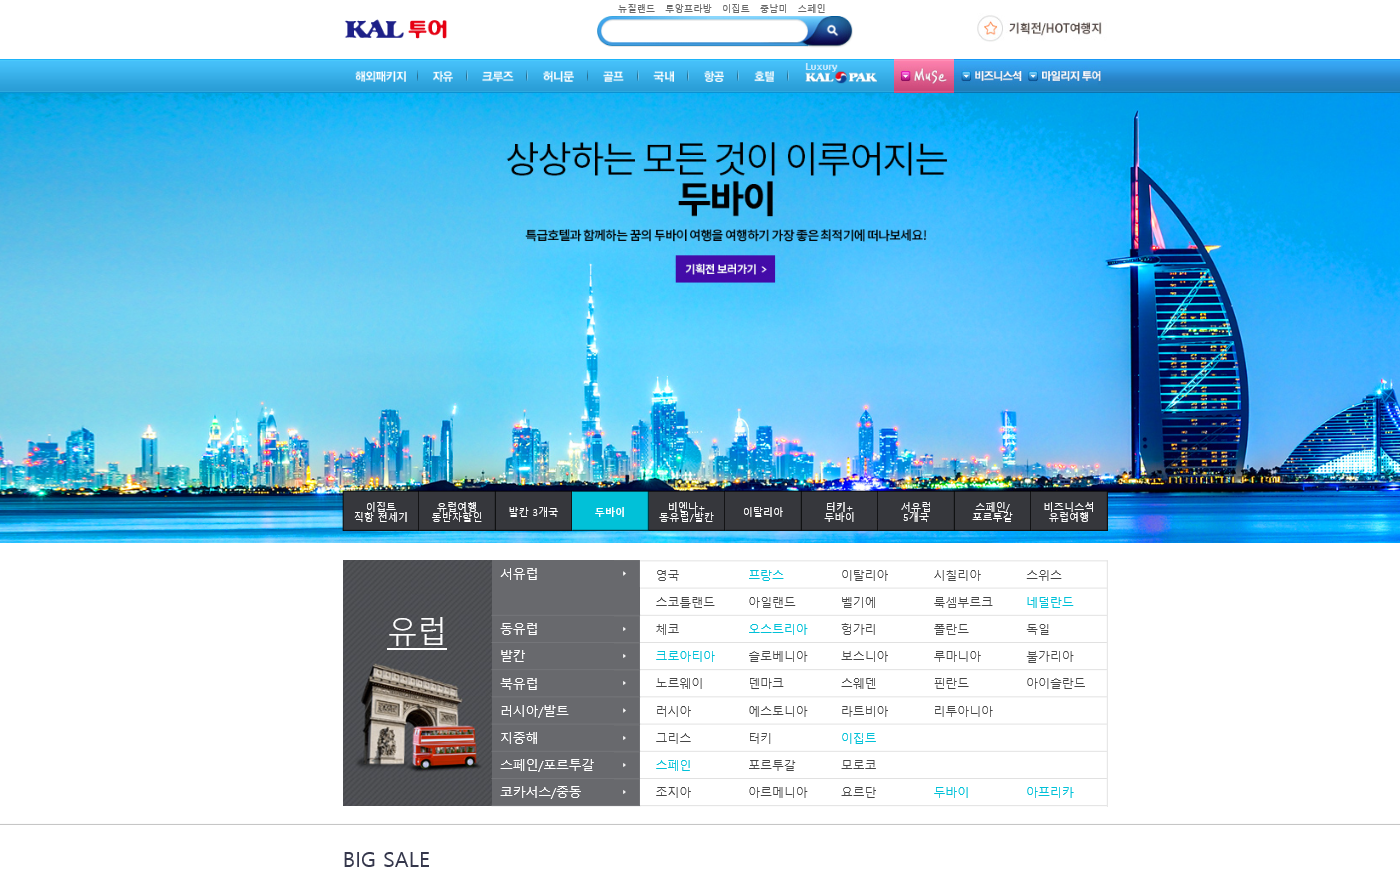 뉴질랜드 루앙프라방 이집트 중남미 스페인
KAL 투어
기획전/HOT여행지
해외패키지 자유 크루즈 허니문 골프 국내 항공 호텔 Luxury KAL PAK Muse 비즈니스석 마일리지 투어
상상하는 모든 것이 이루어지는
두바이
특급호텔과 함께하는 꿈의 두바이 여행을 여행하기 가장 좋은 최적기에 떠나보세요!
기획전 보러가기 >
이집트
직항 전세기
유럽여행
동반자할인
발칸 3개국
두바이
비엔나+
동유럽/발칸
이탈리아
터키+
두바이
서유럽
5개국
스페인/
포르투갈
비즈니스석
유럽여행
유럽
서유럽 영국 프랑스 이탈리아 시칠리아 스위스
스코틀랜드 아일랜드 벨기에 룩셈부르크 네덜란드
동유럽 체코 오스트리아 헝가리 폴란드 독일
발칸 크로아티아 슬로베니아 보스니아 루마니아 불가리아
북유럽 노르웨이 덴마크 스웨덴 핀란드 아이슬란드
러시아/발트 러시아 에스토니아 라트비아 리투아니아
지중해 그리스 터키 이집트
스페인/포르투갈 스페인 포르투갈 모로코
코카서스/중동 조지아 아르메니아 요르단 두바이 아프리카
BIG SALE